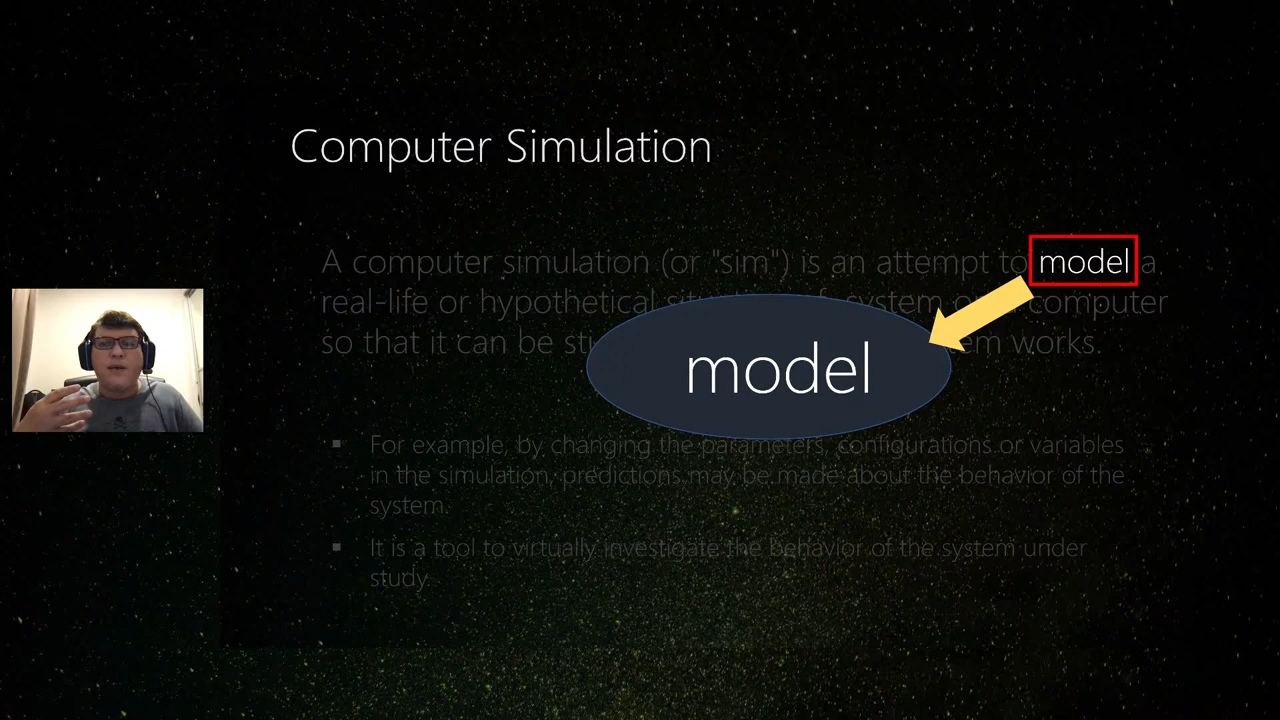 Computer Simulation
A computer simulation (or "sim") is an attempt to model a
real-life or hypothetical system on a computer
so that it can be works.
model
▪ For example, by changing the parameters, configurations or variables
in the simulation, predictions may be made about the behavior of the
system.
▪ It is a tool to virtually investigate the behavior of the system under
study.